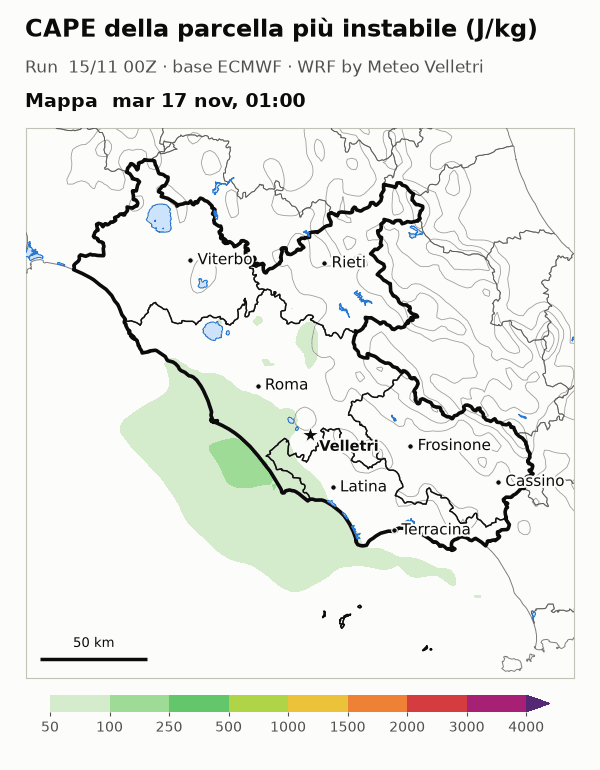 CAPE della parcella più instabile (J/kg)
Run 15/11 00Z · base ECMWF · WRF by Meteo Velletri
Mappa mar 17 nov, 01:00
Viterbo
Rieti
Roma
Velletri
Frosinone
Latina
Cassino
Terracina
50 km
50 100 250 500 1000 1500 2000 3000 4000